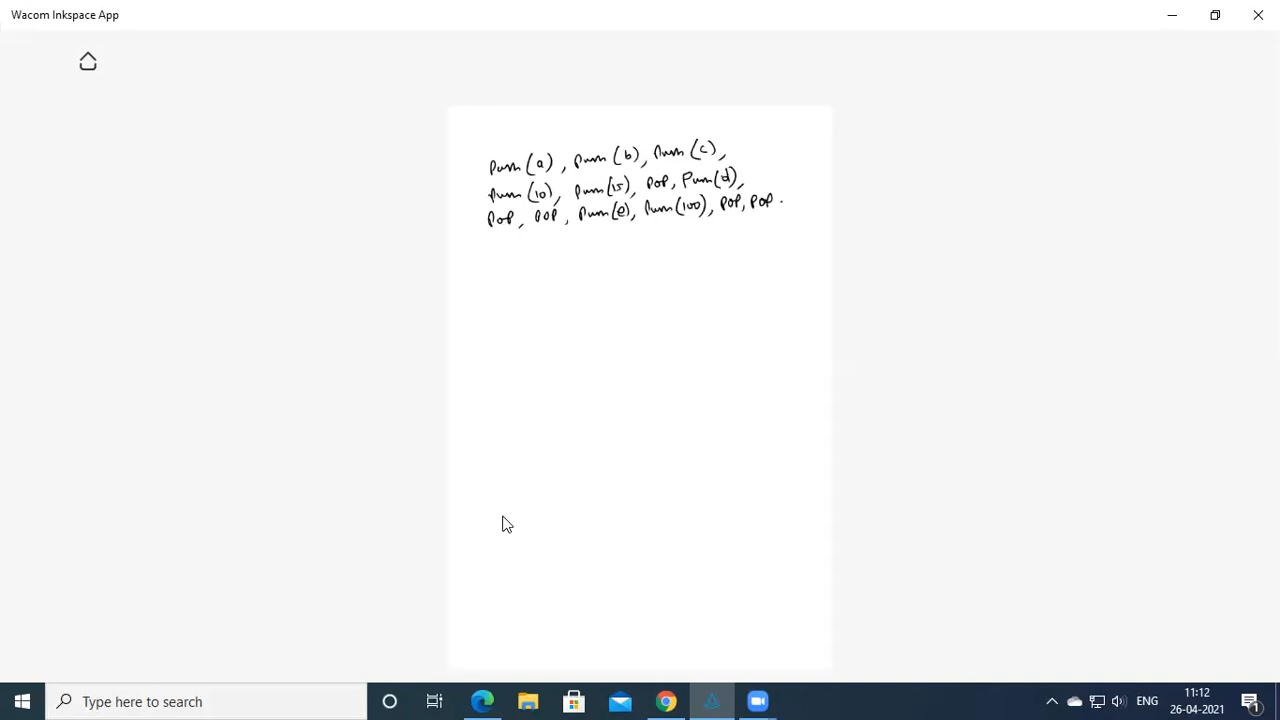 Wacom Inkspace App
Push (a), Push (b), Push (c),
Push (10), Push (15), POP, Push (d),
POP, POP, Push (e), Push (100), POP, POP.
Type here to search
ENG
11:12
26-04-2021
1